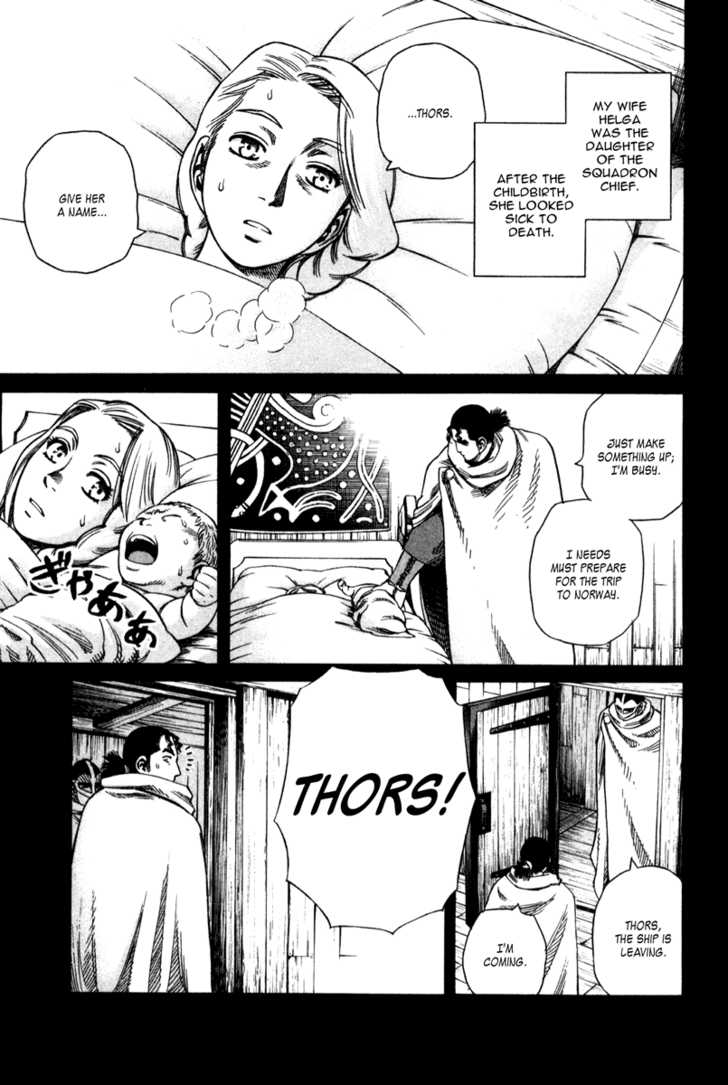 MY WIFE
HELGA
WAS THE
DAUGHTER
OF THE
SQUADRON
CHIEF.
AFTER THE
CHILDBIRTH,
SHE LOOKED
SICK TO
DEATH.
...THORS.
GIVE HER
A NAME...
JUST MAKE
SOMETHING UP;
I'M BUSY.
I NEEDS
MUST PREPARE
FOR THE TRIP
TO NORWAY.
ぎゃああぁ
THORS,
THE SHIP IS
LEAVING.
I'M
COMING.
THORS!